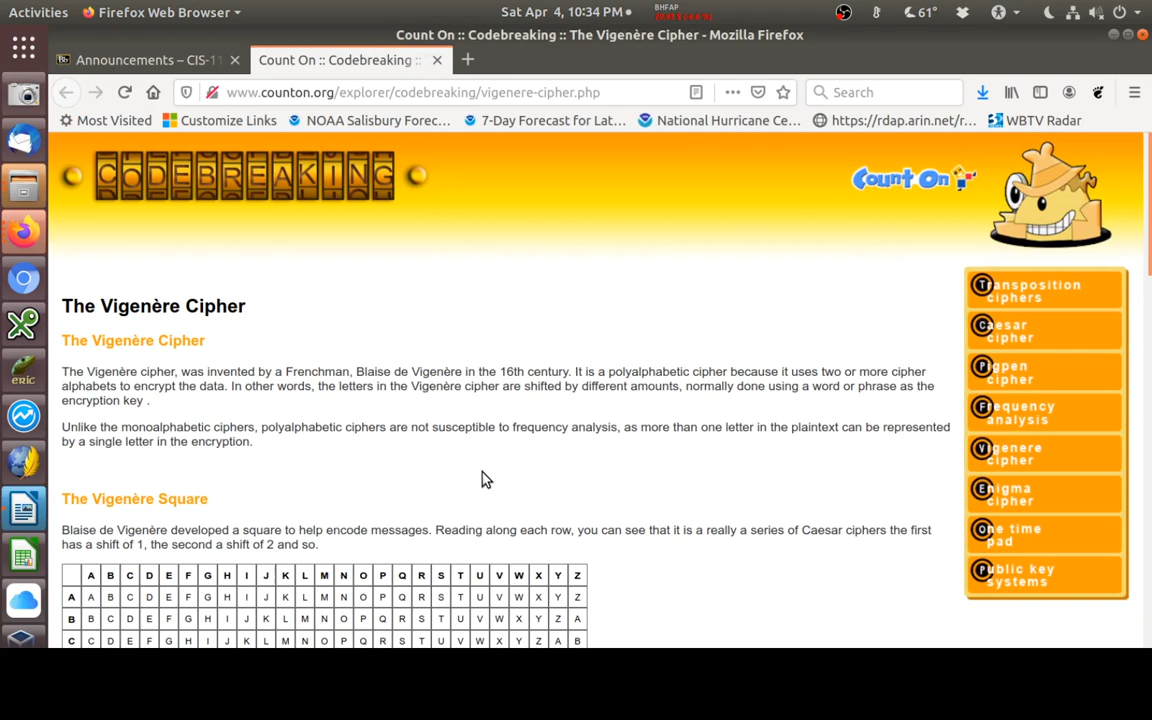 Activities Firefox Web Browser Sat Apr 4, 10:34 PM BHFAP 61°
Count On :: Codebreaking :: The Vigenère Cipher - Mozilla Firefox
Announcements – CIS-11 Count On :: Codebreaking ::
www.counton.org/explorer/codebreaking/vigenere-cipher.php Search
Most Visited Customize Links NOAA Salisbury Forec... 7-Day Forecast for Lat... National Hurricane Ce... https://rdap.arin.net/r... WBTV Radar
CODEBREAKING
Count On
The Vigenère Cipher
The Vigenère Cipher
The Vigenère cipher, was invented by a Frenchman, Blaise de Vigenère in the 16th century. It is a polyalphabetic cipher because it uses two or more cipher
alphabets to encrypt the data. In other words, the letters in the Vigenère cipher are shifted by different amounts, normally done using a word or phrase as the
encryption key .
Unlike the monoalphabetic ciphers, polyalphabetic ciphers are not susceptible to frequency analysis, as more than one letter in the plaintext can be represented
by a single letter in the encryption.
The Vigenère Square
Blaise de Vigenère developed a square to help encode messages. Reading along each row, you can see that it is a really a series of Caesar ciphers the first
has a shift of 1, the second a shift of 2 and so.
A B C D E F G H I J K L M N O P Q R S T U V W X Y Z
A A B C D E F G H I J K L M N O P Q R S T U V W X Y Z
B B C D E F G H I J K L M N O P Q R S T U V W X Y Z A
C C D E F G H I J K L M N O P Q R S T U V W X Y Z A B
Transposition
ciphers
Caesar
cipher
Pigpen
cipher
Frequency
analysis
Vigenere
cipher
Enigma
cipher
One time
pad
Public key
systems
eric